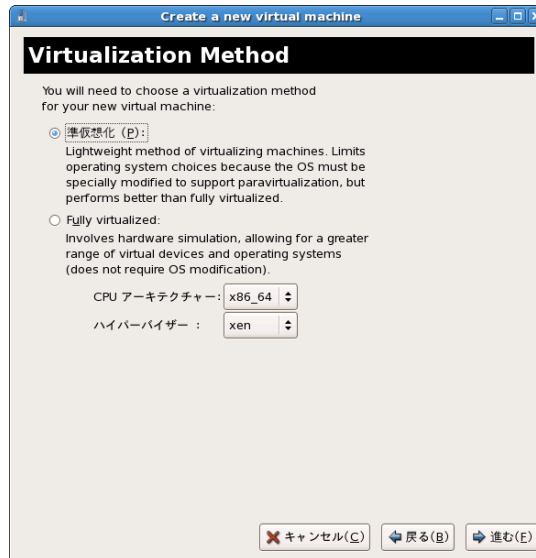 Create a new virtual machine
Virtualization Method
You will need to choose a virtualization method
for your new virtual machine:
準仮想化 (P):
Lightweight method of virtualizing machines. Limits
operating system choices because the OS must be
specially modified to support paravirtualization, but
performs better than fully virtualized.
Fully virtualized:
Involves hardware simulation, allowing for a greater
range of virtual devices and operating systems
(does not require OS modification).
CPU アーキテクチャー: x86_64
ハイパーバイザー : xen
キャンセル(C) 戻る(B) 進む(F)